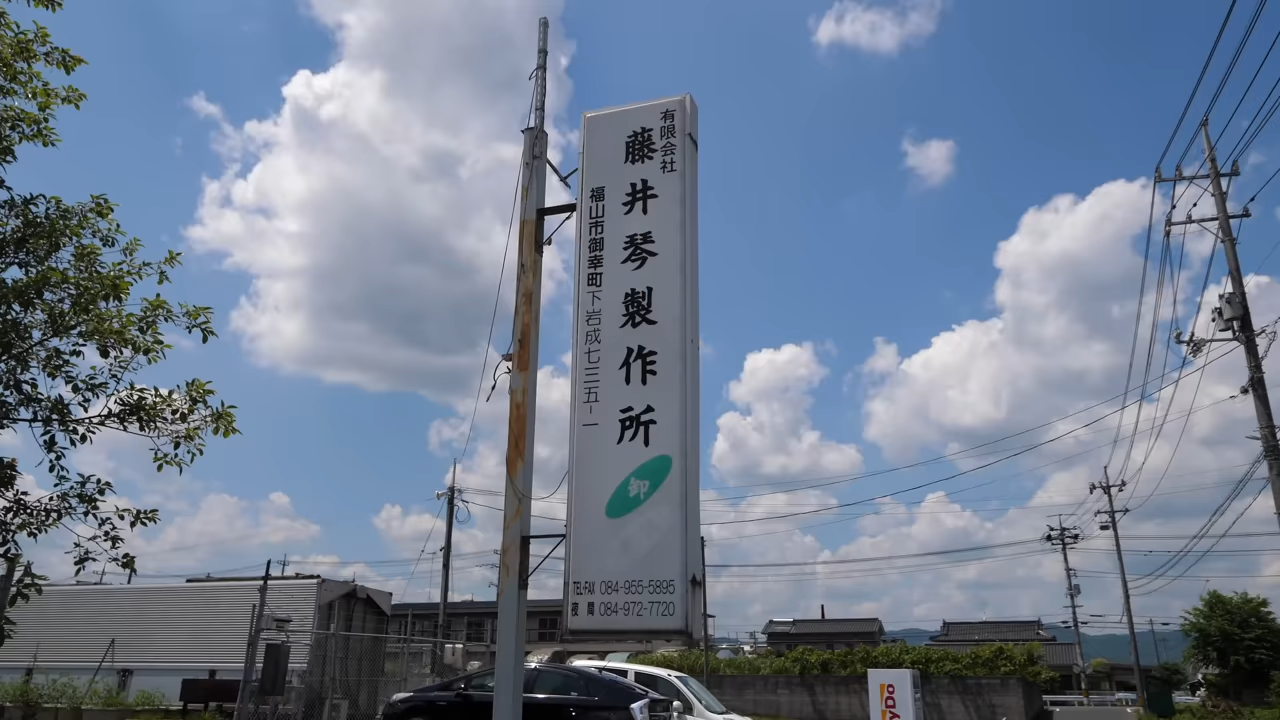 有限会社
藤井琴製作所
福山市御幸町下岩成七三五-一
卸
TEL・FAX 084-955-5895
夜間 084-972-7720
yDo